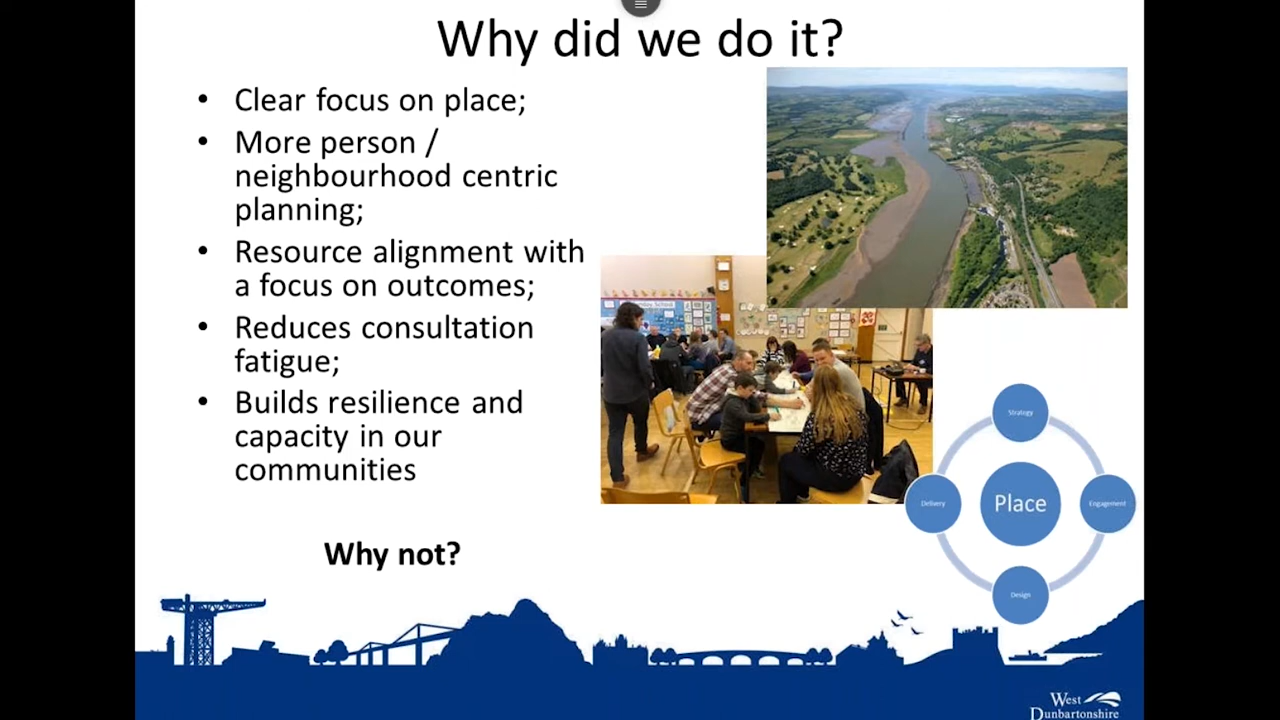 Why did we do it?
• Clear focus on place;
• More person /
neighbourhood centric
planning;
• Resource alignment with
a focus on outcomes;
• Reduces consultation
fatigue;
• Builds resilience and
capacity in our
communities
Why not?
Strategy
Delivery
Place
Engagement
Design
West
Dunbartonshire